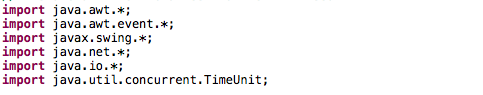 import java.awt.*;
import java.awt.event.*;
import javax.swing.*;
import java.net.*;
import java.io.*;
import java.util.concurrent.TimeUnit;